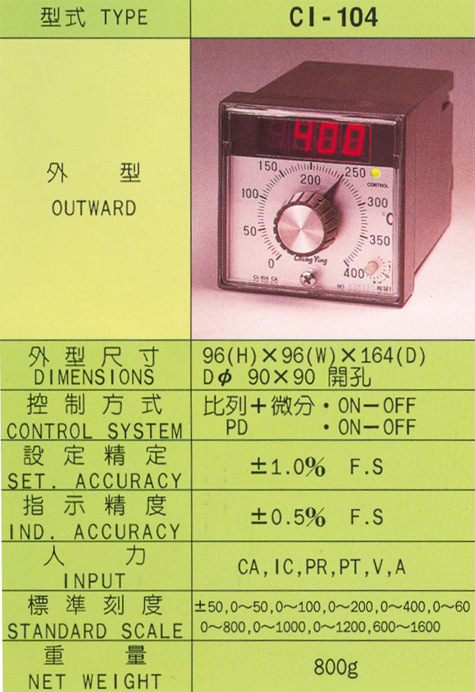 型式 TYPE
CI-104
外 型
OUTWARD
400
0
50
100
150
200
250
300
350
400
CONTROL
°C
Ching Ying
CI-104 CA
RESET
外型尺寸
DIMENSIONS
96(H)×96(W)×164(D)
Dφ 90×90 開孔
控制方式
CONTROL SYSTEM
比列+微分·ON-OFF
PD ·ON-OFF
設定精定
SET. ACCURACY
±1.0% F.S
指示精度
IND. ACCURACY
±0.5% F.S
入 力
INPUT
CA,IC,PR,PT,V,A
標準刻度
STANDARD SCALE
±50,0~50,0~100,0~200,0~400,0~60
0~800,0~1000,0~1200,600~1600
重 量
NET WEIGHT
800g